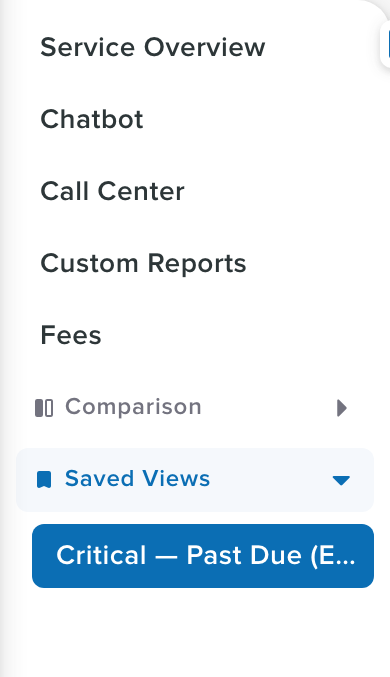 Service Overview
Chatbot
Call Center
Custom Reports
Fees
Comparison
Saved Views
Critical — Past Due (E...